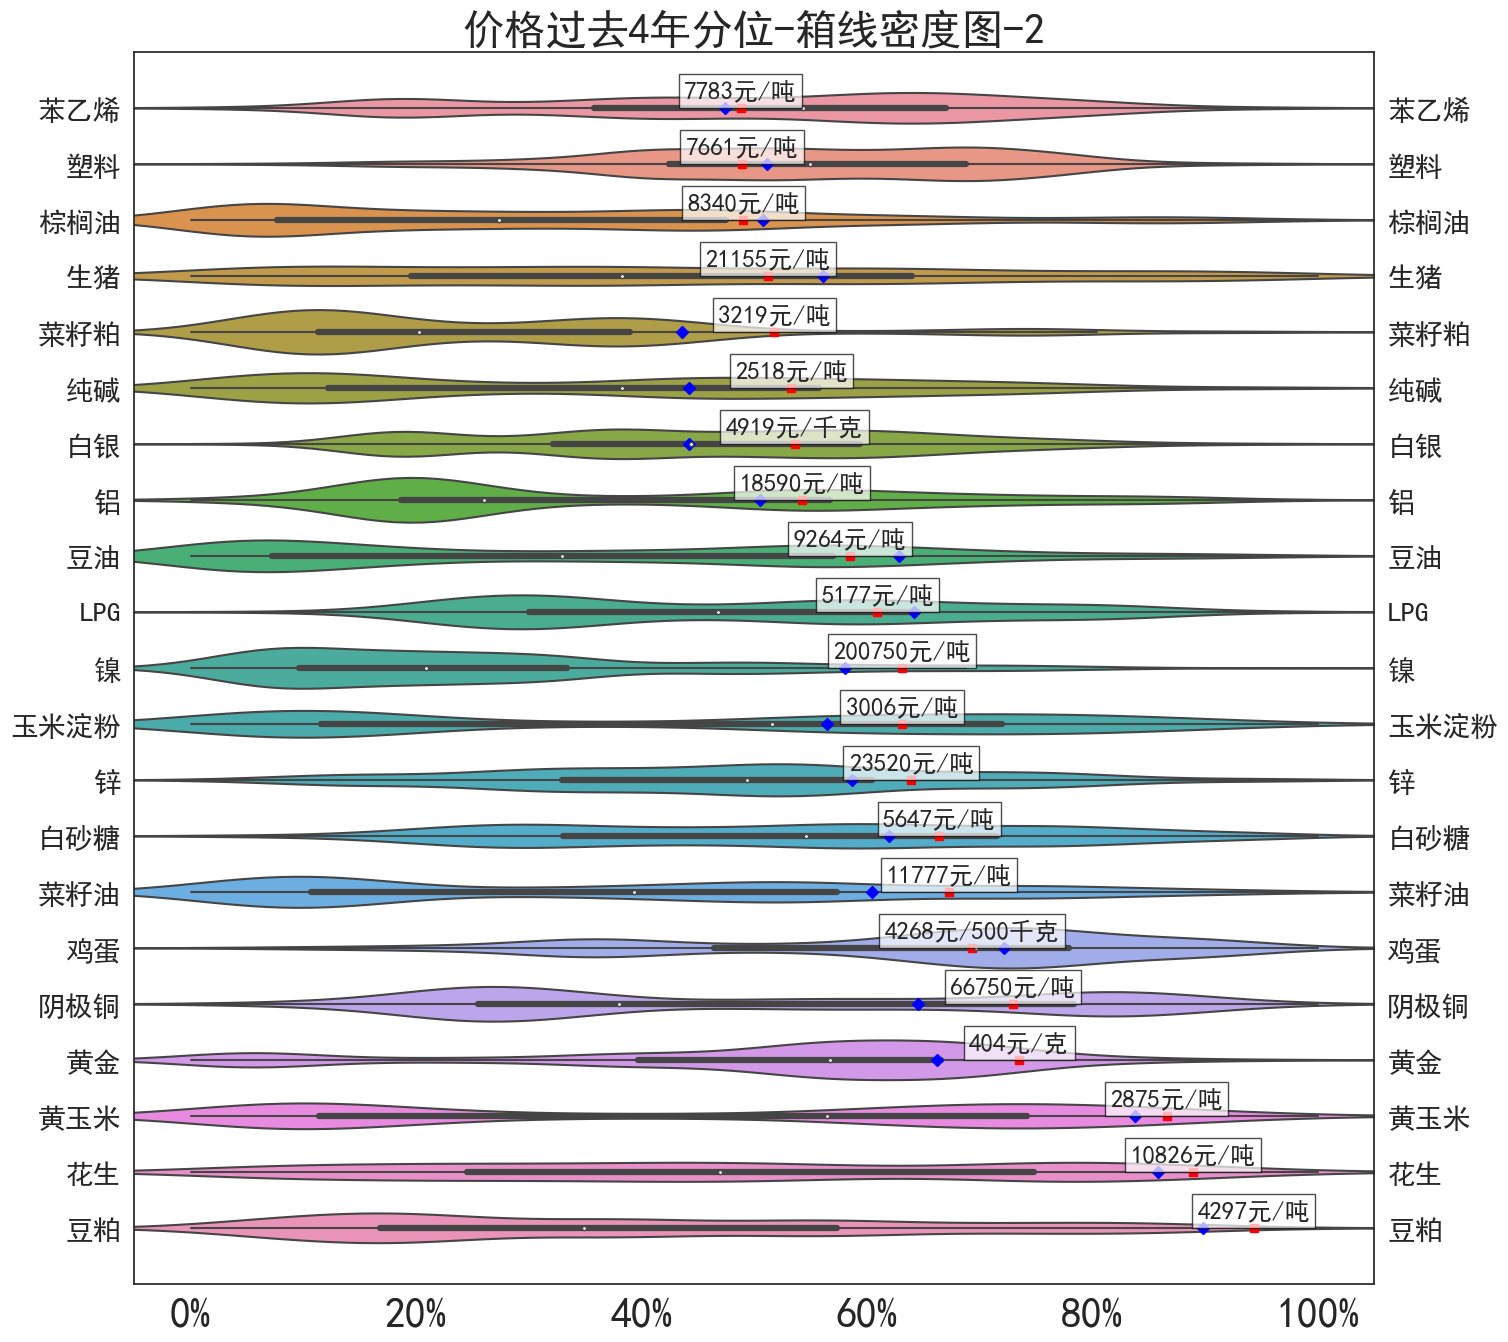 价格过去4年分位-箱线密度图-2
苯乙烯 7783元/吨 苯乙烯
塑料 7661元/吨 塑料
棕榈油 8340元/吨 棕榈油
生猪 21155元/吨 生猪
菜籽粕 3219元/吨 菜籽粕
纯碱 2518元/吨 纯碱
白银 4919元/千克 白银
铝 18590元/吨 铝
豆油 9264元/吨 豆油
LPG 5177元/吨 LPG
镍 200750元/吨 镍
玉米淀粉 3006元/吨 玉米淀粉
锌 23520元/吨 锌
白砂糖 5647元/吨 白砂糖
菜籽油 11777元/吨 菜籽油
鸡蛋 4268元/500千克 鸡蛋
阴极铜 66750元/吨 阴极铜
黄金 404元/克 黄金
黄玉米 2875元/吨 黄玉米
花生 10826元/吨 花生
豆粕 4297元/吨 豆粕
0% 20% 40% 60% 80% 100%